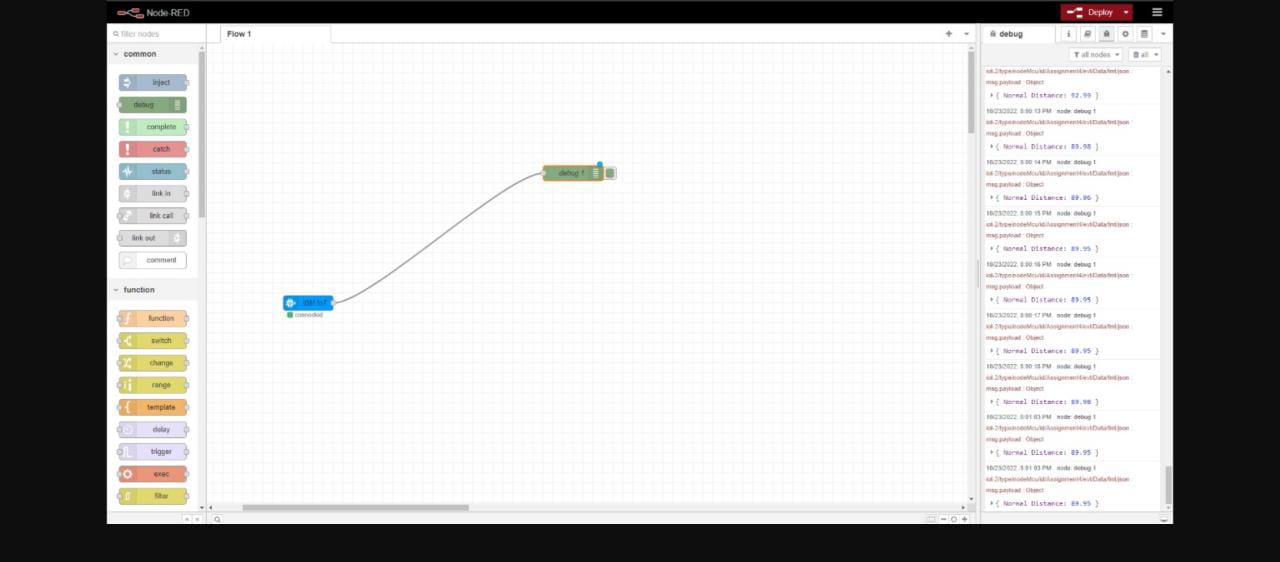 Node-RED
Deploy
filter nodes
Flow 1
debug
i
all nodes
all
common
inject
debug
complete
catch
status
link in
link call
link out
comment
function
function
switch
change
range
template
delay
trigger
exec
filter
debug 1
IBM IoT
connected
iot-2/type/nodeMcu/id/Assignment4/evt/Data/fmt/json :
msg.payload : Object
{ Normal Distance: 92.99 }
10/23/2022, 8:00:13 PM node: debug 1
iot-2/type/nodeMcu/id/Assignment4/evt/Data/fmt/json :
msg.payload : Object
{ Normal Distance: 89.98 }
10/23/2022, 8:00:14 PM node: debug 1
iot-2/type/nodeMcu/id/Assignment4/evt/Data/fmt/json :
msg.payload : Object
{ Normal Distance: 89.96 }
10/23/2022, 8:00:15 PM node: debug 1
iot-2/type/nodeMcu/id/Assignment4/evt/Data/fmt/json :
msg.payload : Object
{ Normal Distance: 89.95 }
10/23/2022, 8:00:16 PM node: debug 1
iot-2/type/nodeMcu/id/Assignment4/evt/Data/fmt/json :
msg.payload : Object
{ Normal Distance: 89.95 }
10/23/2022, 8:00:17 PM node: debug 1
iot-2/type/nodeMcu/id/Assignment4/evt/Data/fmt/json :
msg.payload : Object
{ Normal Distance: 89.95 }
10/23/2022, 8:00:18 PM node: debug 1
iot-2/type/nodeMcu/id/Assignment4/evt/Data/fmt/json :
msg.payload : Object
{ Normal Distance: 89.98 }
10/23/2022, 8:01:03 PM node: debug 1
iot-2/type/nodeMcu/id/Assignment4/evt/Data/fmt/json :
msg.payload : Object
{ Normal Distance: 89.95 }
10/23/2022, 8:01:03 PM node: debug 1
iot-2/type/nodeMcu/id/Assignment4/evt/Data/fmt/json :
msg.payload : Object
{ Normal Distance: 89.95 }